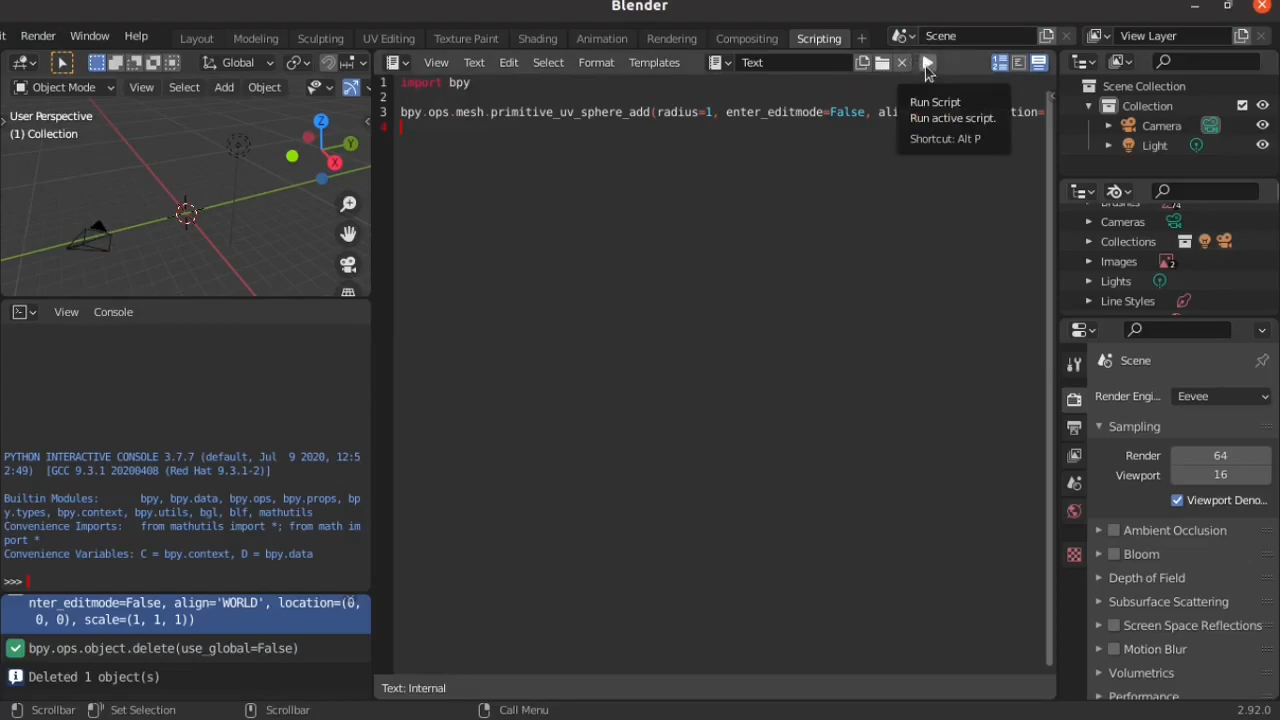 Blender
Render Window Help Layout Modeling Sculpting UV Editing Texture Paint Shading Animation Rendering Compositing Scripting + Scene View Layer
Global View Text Edit Select Format Templates Text
Object Mode View Select Add Object
User Perspective
(1) Collection
Z
Y
X
1 import bpy
2
3 bpy.ops.mesh.primitive_uv_sphere_add(radius=1, enter_editmode=False, ali
4
Run Script
Run active script.
Shortcut: Alt P
Scene Collection
Collection
Camera
Light
Cameras
Collections
Images 2
Lights
Line Styles
View Console
PYTHON INTERACTIVE CONSOLE 3.7.7 (default, Jul  9 2020, 12:5
2:49)  [GCC 9.3.1 20200408 (Red Hat 9.3.1-2)]
Builtin Modules:      bpy, bpy.data, bpy.ops, bpy.props, bp
y.types, bpy.context, bpy.utils, bgl, blf, mathutils
Convenience Imports:  from mathutils import *; from math im
port *
Convenience Variables: C = bpy.context, D = bpy.data
>>>
nter_editmode=False, align='WORLD', location=(0,
0, 0), scale=(1, 1, 1))
bpy.ops.object.delete(use_global=False)
Deleted 1 object(s)
Scene
Render Engi... Eevee
Sampling
Render 64
Viewport 16
Viewport Deno...
Ambient Occlusion
Bloom
Depth of Field
Subsurface Scattering
Screen Space Reflections
Motion Blur
Volumetrics
Performance
Text: Internal
Scrollbar Set Selection Scrollbar Call Menu 2.92.0